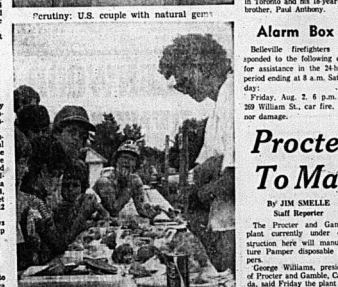 Scrutiny: U.S. couple with natural gems
in Toronto and his 18-year
brother, Paul Anthony.
Alarm Box
Belleville firefighters
sponded to the following
for assistance in the 24-h
period ending at 8 a.m. Sat
day:
Friday, Aug. 2, 6 p.m.
269 William St., car fire.
nor damage.
Procte
To Ma
By JIM SMELLE
Staff Reporter
The Procter and Gam
plant currently under
struction here will manu
ture Pamper disposable
pers.
George Williams, presi
of Procter and Gamble, C
da, said Friday the plant